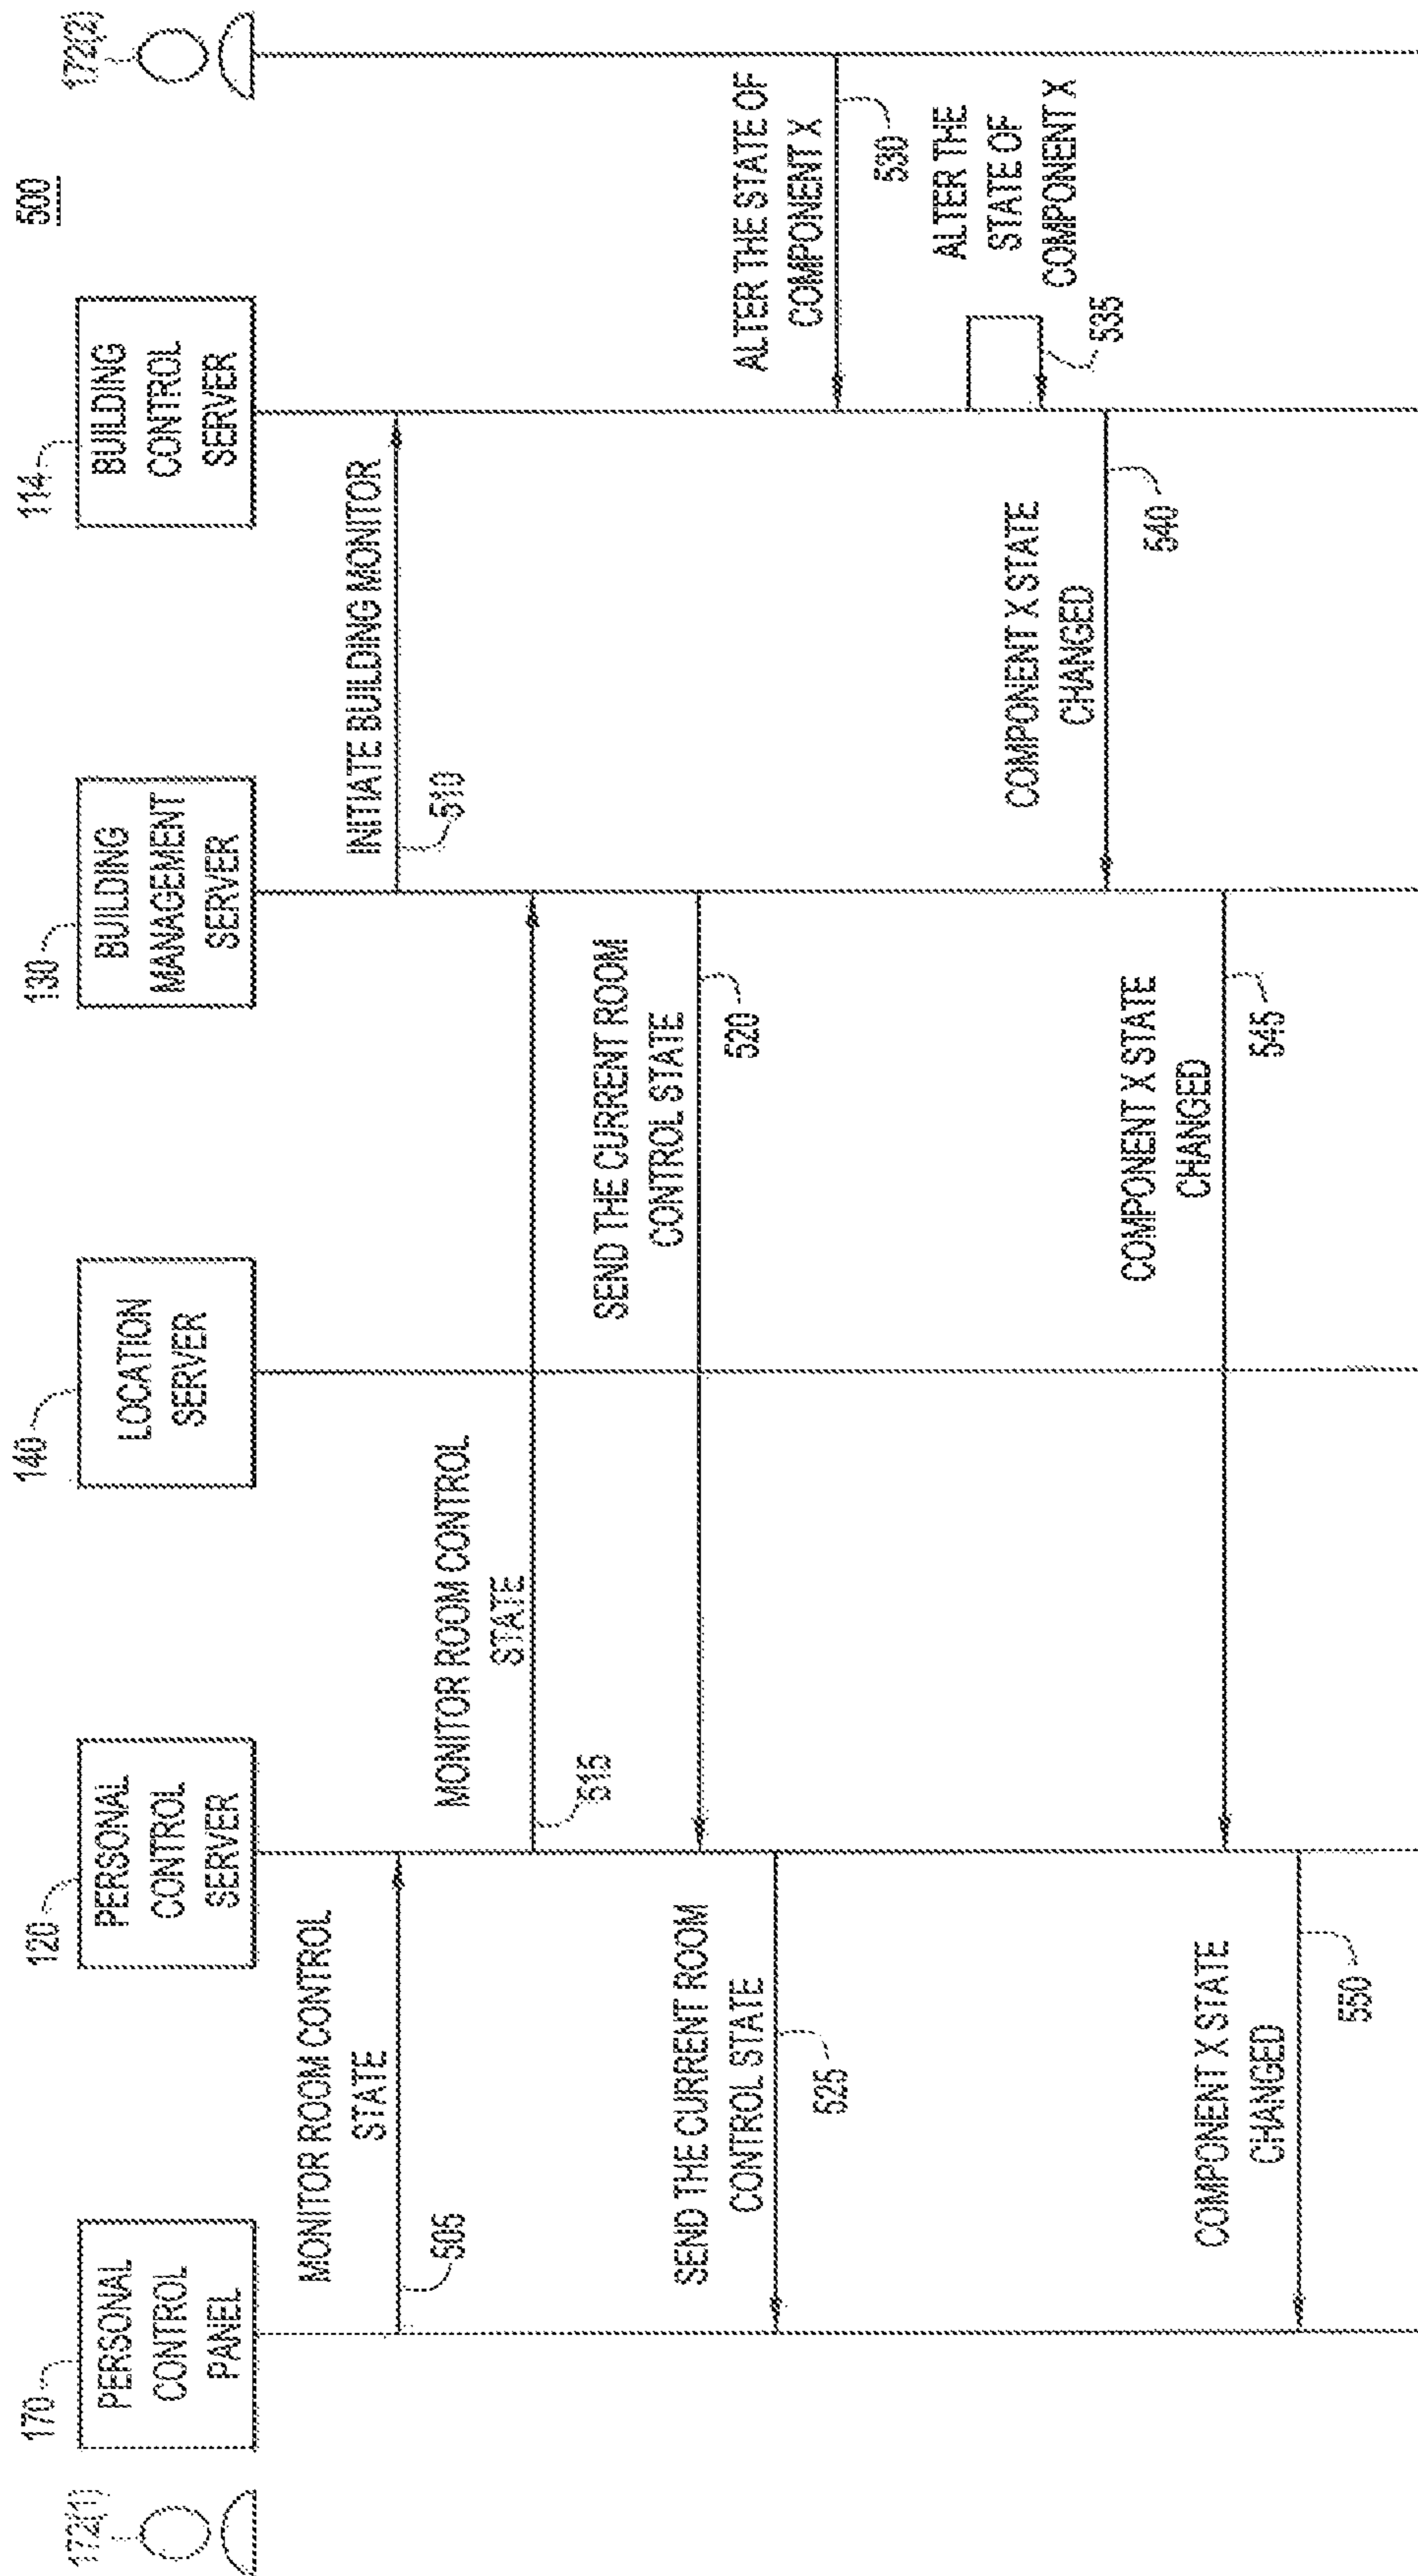 500
172(1)
170
PERSONAL
CONTROL
PANEL
120
PERSONAL
CONTROL
SERVER
140
LOCATION
SERVER
130
BUILDING
MANAGEMENT
SERVER
114
BUILDING
CONTROL
SERVER
172(2)
MONITOR ROOM CONTROL
STATE
505
INITIATE BUILDING MONITOR
510
MONITOR ROOM CONTROL
STATE
515
SEND THE CURRENT ROOM
CONTROL STATE
520
SEND THE CURRENT ROOM
CONTROL STATE
525
ALTER THE STATE OF
COMPONENT X
530
ALTER THE
STATE OF
COMPONENT X
535
COMPONENT X STATE
CHANGED
540
COMPONENT X STATE
CHANGED
545
COMPONENT X STATE
CHANGED
550